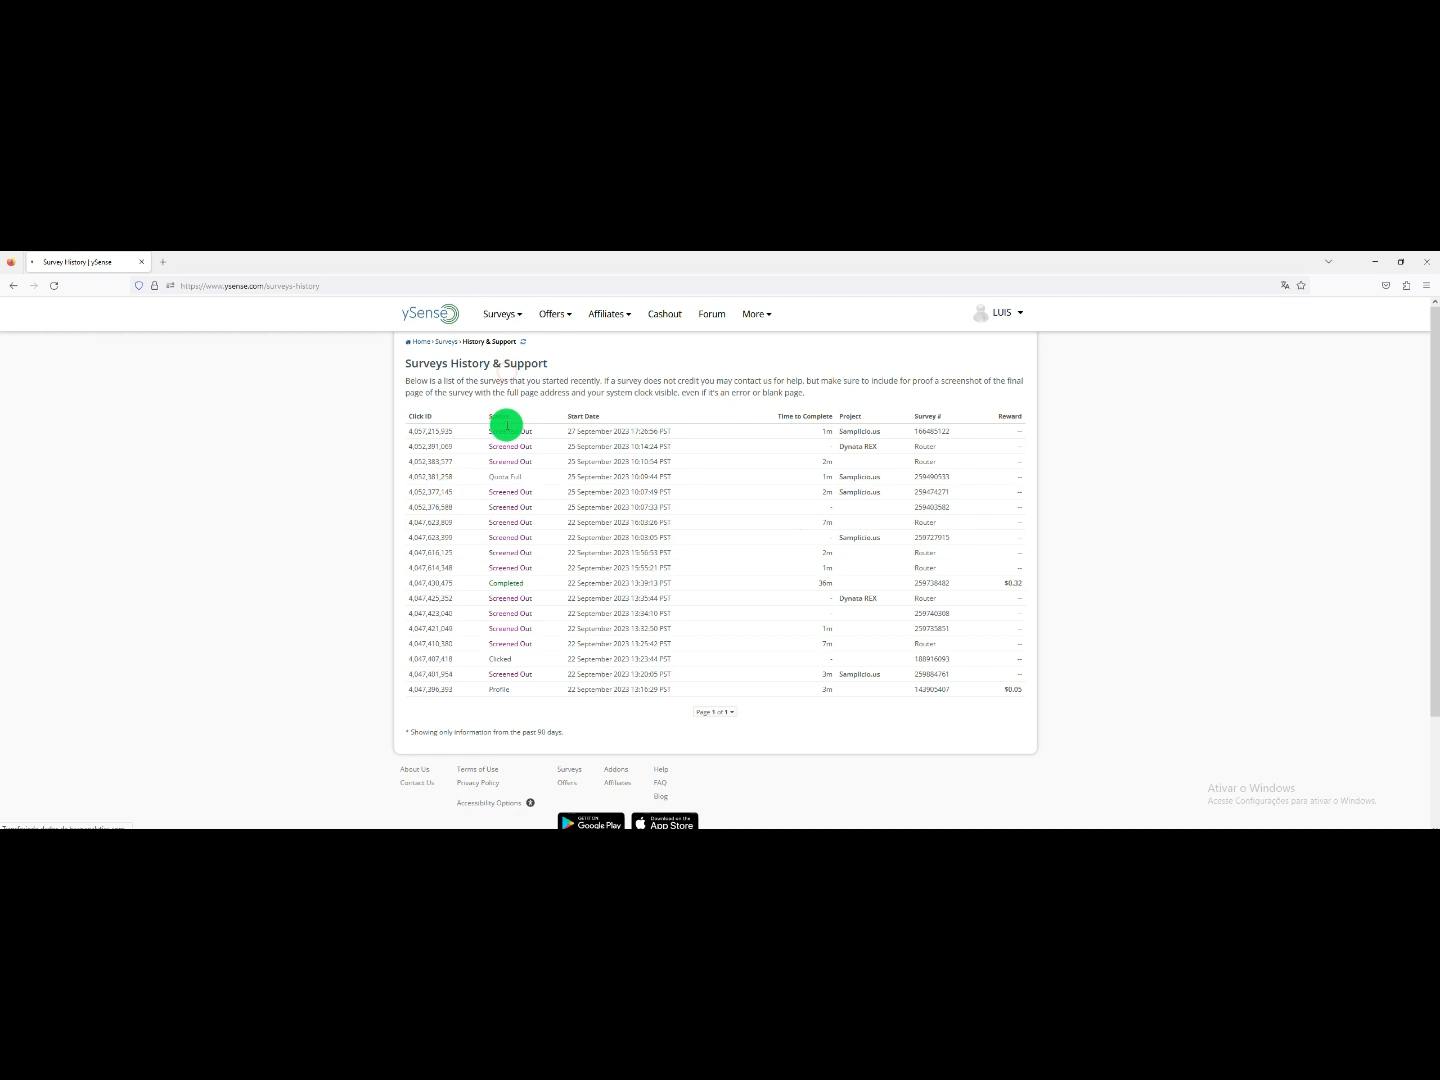 Survey History | ySense
https://www.ysense.com/surveys-history
ySense Surveys Offers Affiliates Cashout Forum More LUIS
Home › Surveys › History & Support
Surveys History & Support
Below is a list of the surveys that you started recently. If a survey does not credit you may contact us for help, but make sure to include for proof a screenshot of the final
page of the survey with the full page address and your system clock visible, even if it's an error or blank page.
Click ID Start Date Time to Complete Project Survey # Reward
4,057,215,935 Out 27 September 2023 17:26:56 PST 1m Samplicio.us 166485122 --
4,052,391,069 Screened Out 25 September 2023 10:14:24 PST - Dynata REX Router --
4,052,383,577 Screened Out 25 September 2023 10:10:54 PST 2m Router --
4,052,381,258 Quota Full 25 September 2023 10:09:44 PST 1m Samplicio.us 259490533 --
4,052,377,145 Screened Out 25 September 2023 10:07:49 PST 2m Samplicio.us 259474271 --
4,052,376,588 Screened Out 25 September 2023 10:07:33 PST - 259403582 --
4,047,623,809 Screened Out 22 September 2023 16:03:26 PST 7m Router --
4,047,623,399 Screened Out 22 September 2023 16:03:05 PST - Samplicio.us 259727915 --
4,047,616,125 Screened Out 22 September 2023 15:56:53 PST 2m Router --
4,047,614,348 Screened Out 22 September 2023 15:55:21 PST 1m Router --
4,047,430,475 Completed 22 September 2023 13:39:13 PST 36m 259738482 $0.32
4,047,425,352 Screened Out 22 September 2023 13:35:44 PST - Dynata REX Router --
4,047,423,040 Screened Out 22 September 2023 13:34:10 PST - 259740308 --
4,047,421,049 Screened Out 22 September 2023 13:32:50 PST 1m 259735851 --
4,047,410,380 Screened Out 22 September 2023 13:25:42 PST 7m Router --
4,047,407,418 Clicked 22 September 2023 13:23:44 PST - 188916093 --
4,047,401,954 Screened Out 22 September 2023 13:20:05 PST 3m Samplicio.us 259884761 --
4,047,396,393 Profile 22 September 2023 13:16:29 PST 3m 143905407 $0.05
Page 1 of 1
* Showing only information from the past 90 days.
About Us Terms of Use Surveys Addons Help
Contact Us Privacy Policy Offers Affiliates FAQ
Blog
Accessibility Options
GET IT ON Google Play Download on the App Store
Ativar o Windows
Acesse Configurações para ativar o Windows.